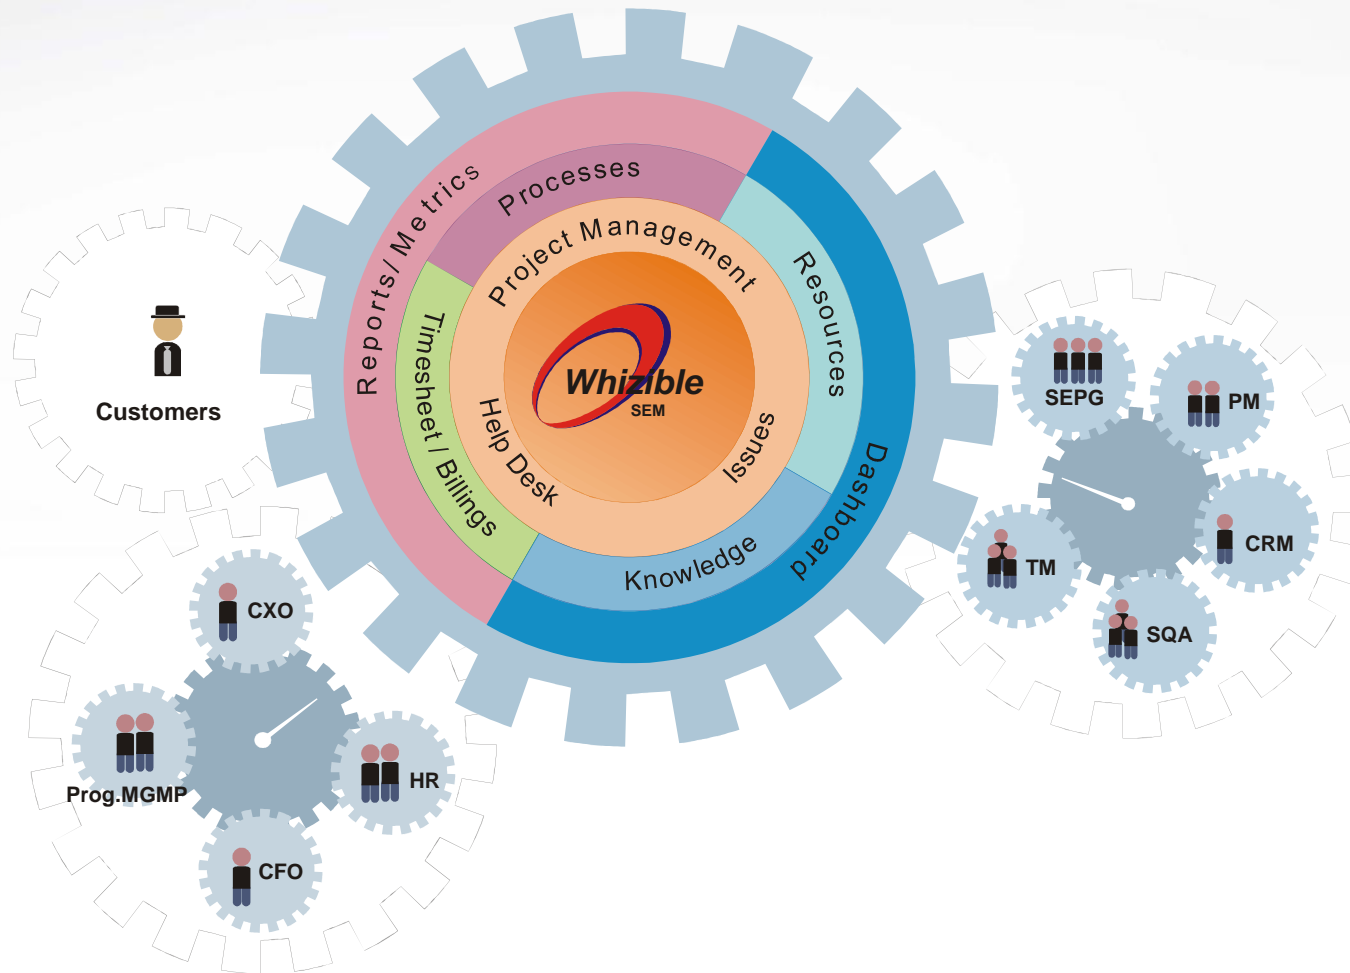 Reports/ Metrics
Processes
Project Management
Resources
Timesheet / Billings
Help Desk
Whizible
SEM
Issues
Dashboard
Knowledge
Customers
SEPG
PM
CRM
TM
SQA
CXO
Prog.MGMP
HR
CFO